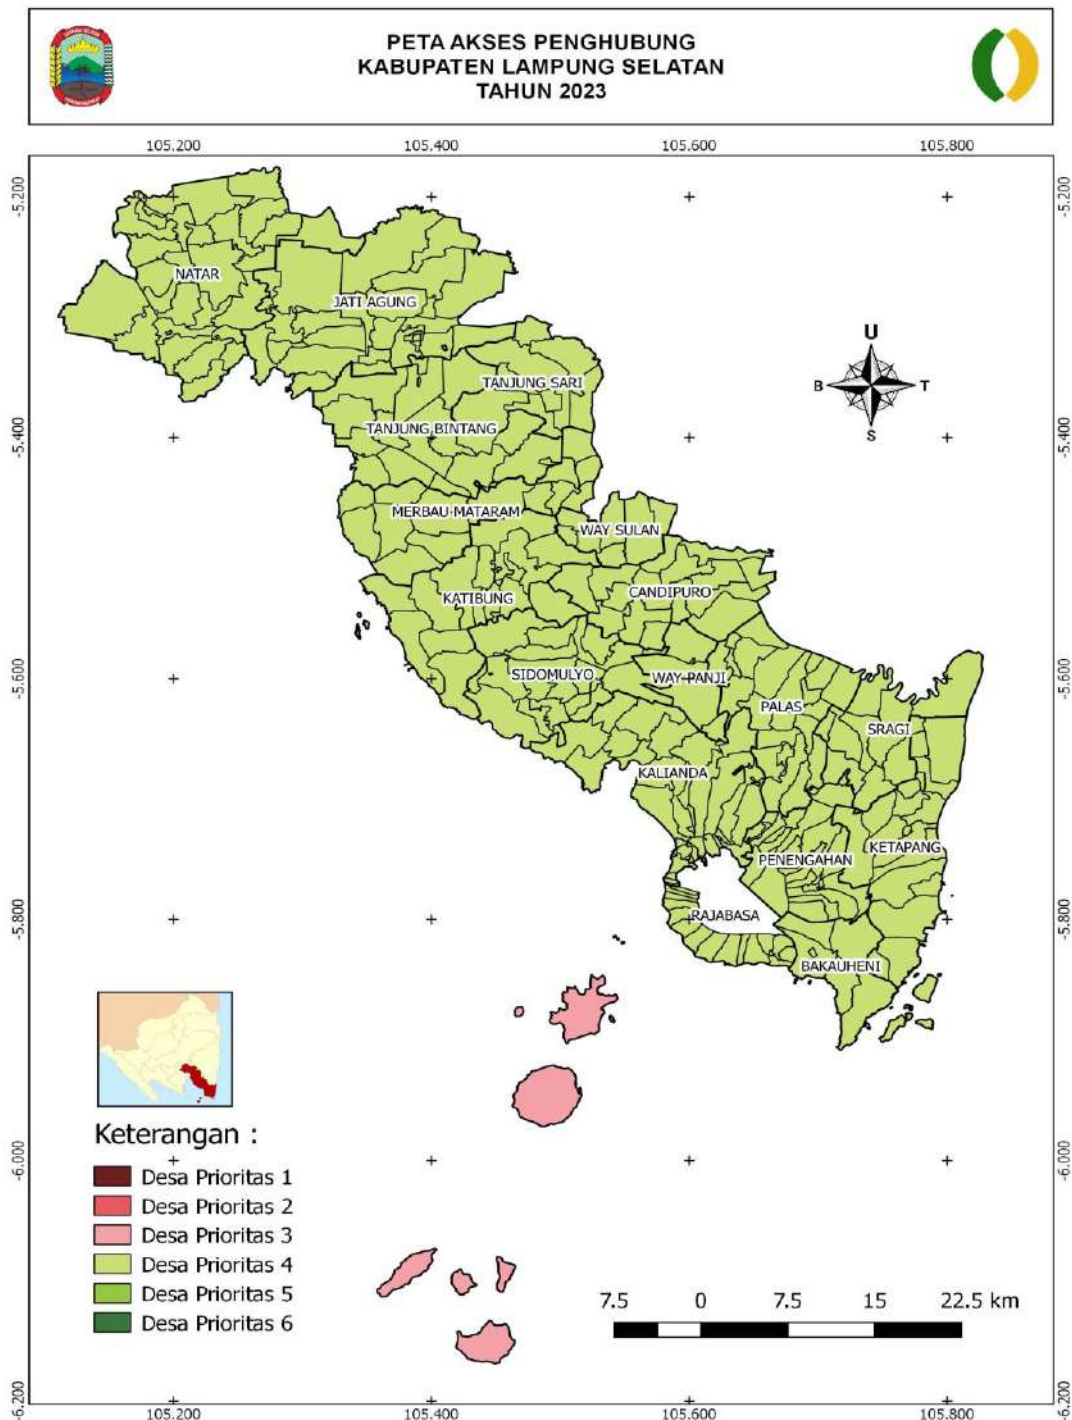 PETA AKSES PENGHUBUNG
KABUPATEN LAMPUNG SELATAN
TAHUN 2023
105.200 105.400 105.600 105.800
-5.200 -5.200
NATAR
JATI AGUNG
U
B T
S
TANJUNG SARI
-5.400 -5.400
TANJUNG BINTANG
MERBAU MATARAM
WAY SULAN
CANDIPURO
KATIBUNG
-5.600 -5.600
SIDOMULYO
WAY PANJI
PALAS
SRAGI
KALIANDA
KETAPANG
PENENGAHAN
-5.800 -5.800
RAJABASA
BAKAUHENI
Keterangan :
-6.000 -6.000
Desa Prioritas 1
Desa Prioritas 2
Desa Prioritas 3
Desa Prioritas 4
Desa Prioritas 5
Desa Prioritas 6
7.5 0 7.5 15 22.5 km
-6.200 -6.200
105.200 105.400 105.600 105.800